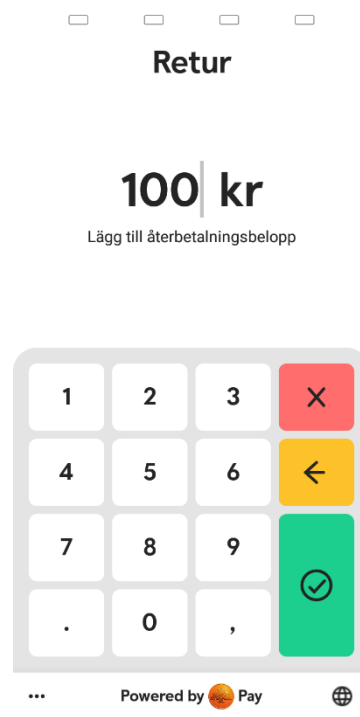 Retur
100 kr
Lägg till återbetalningsbelopp
1 2 3
4 5 6
7 8 9
. 0 ,
Powered by Pay